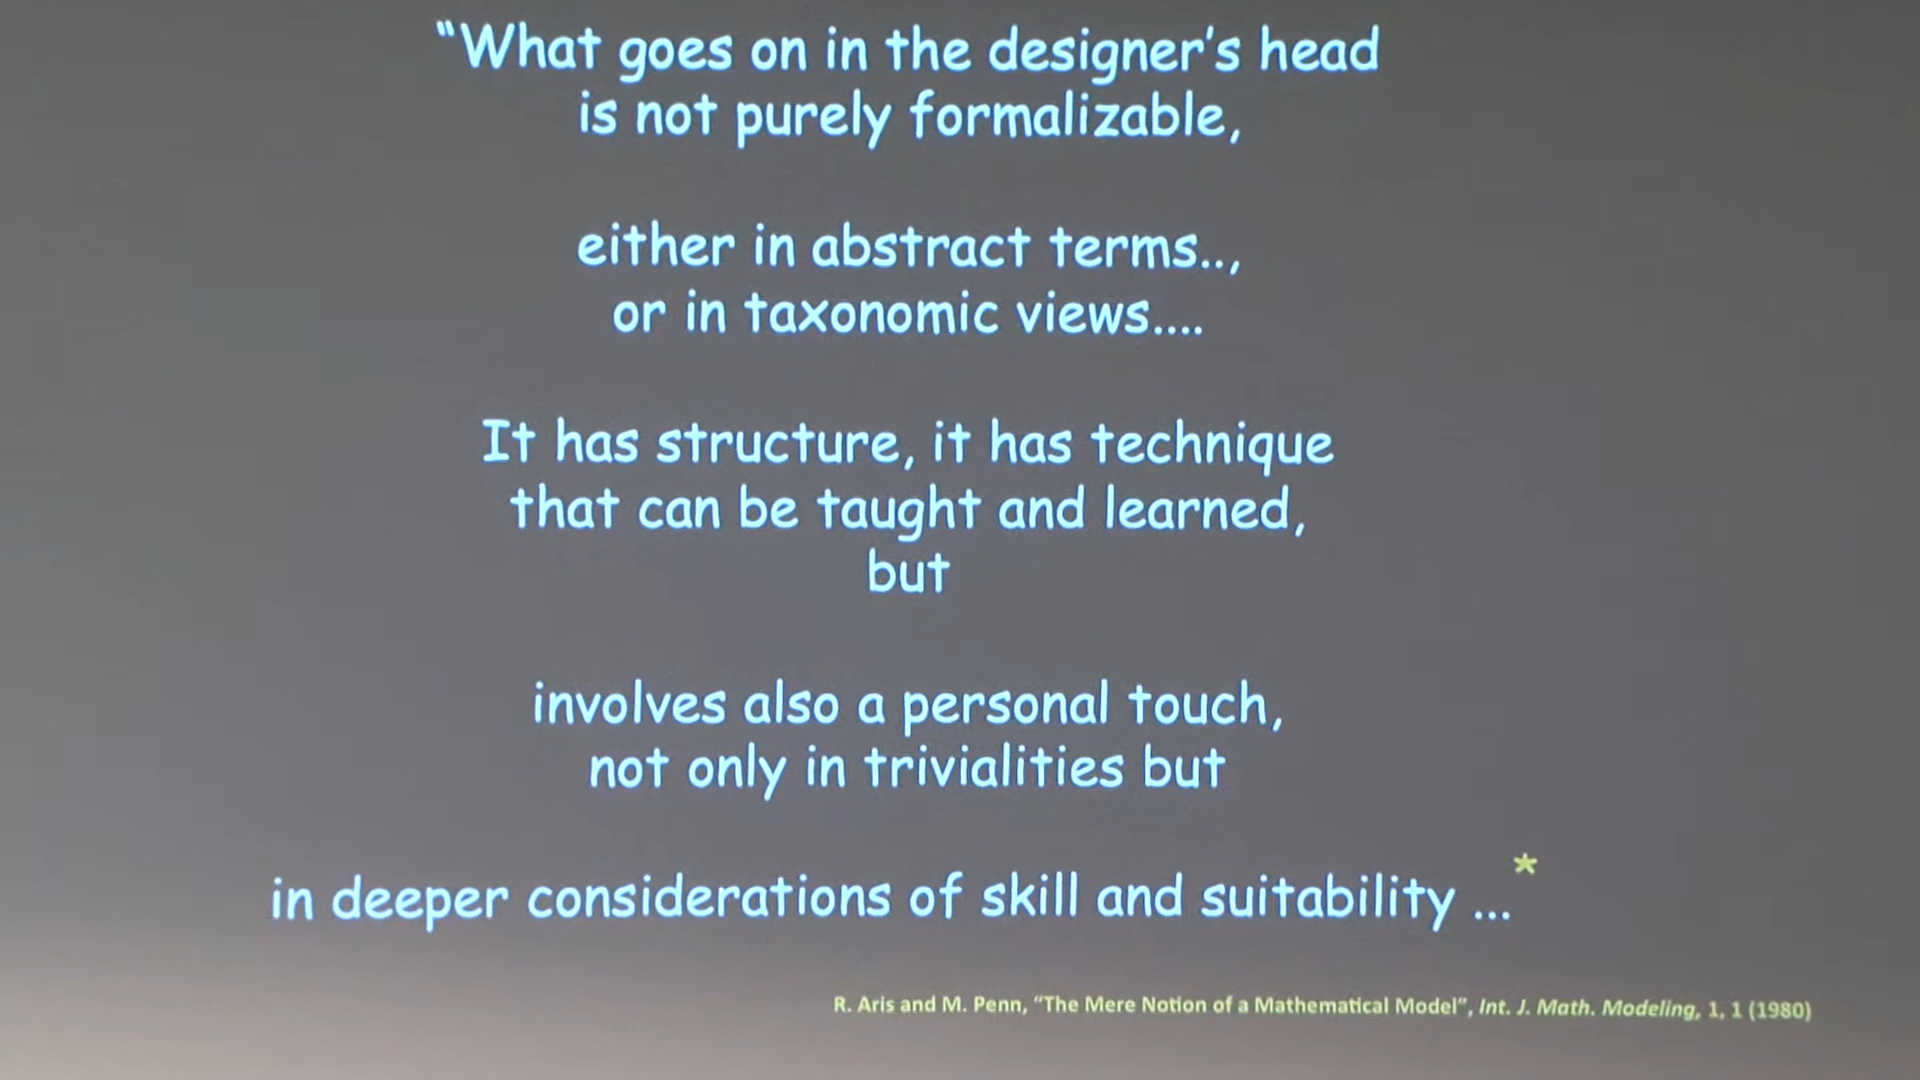 “What goes on in the designer’s head
is not purely formalizable,
either in abstract terms..,
or in taxonomic views....
It has structure, it has technique
that can be taught and learned,
but
involves also a personal touch,
not only in trivialities but
in deeper considerations of skill and suitability ...*
R. Aris and M. Penn, “The Mere Notion of a Mathematical Model”, Int. J. Math. Modeling, 1, 1 (1980)